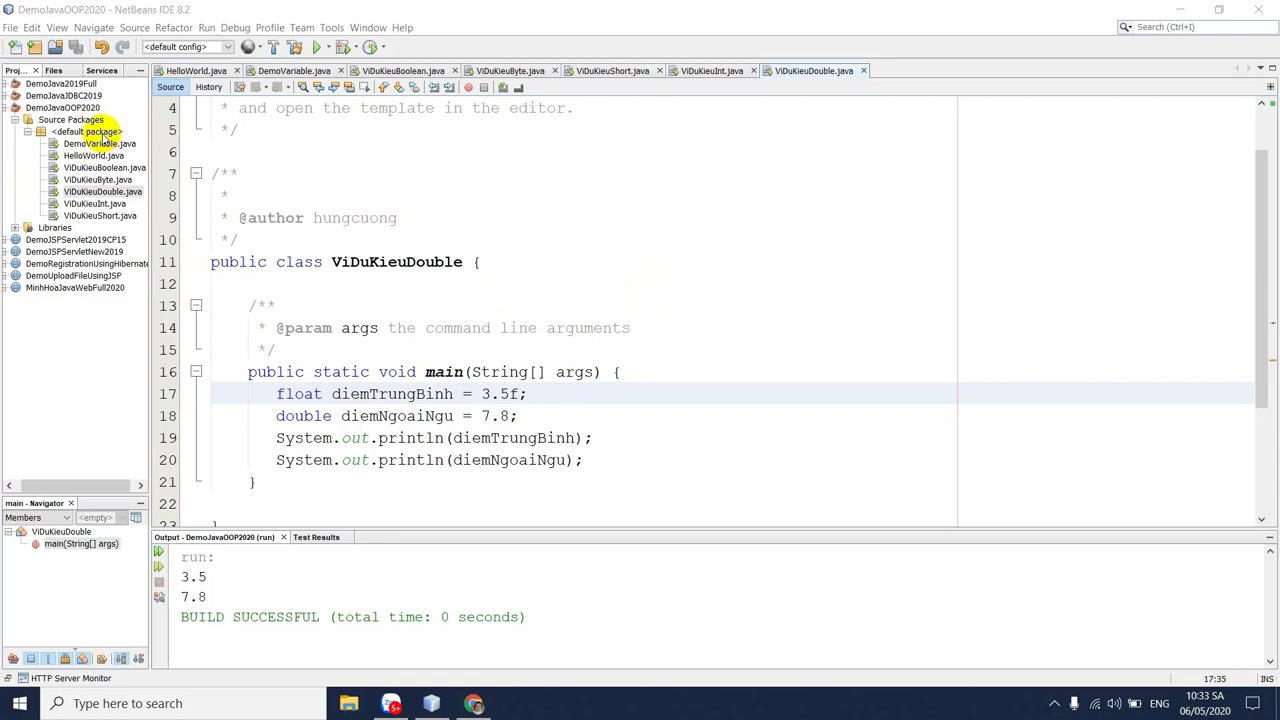 DemoJavaOOP2020 - NetBeans IDE 8.2
File Edit View Navigate Source Refactor Run Debug Profile Team Tools Window Help
Search (Ctrl+I)
<default config>
Proj... Files Services
HelloWorld.java DemoVariable.java ViDuKieuBoolean.java ViDuKieuByte.java ViDuKieuShort.java ViDuKieuInt.java ViDuKieuDouble.java
Source History
DemoJava2019Full
DemoJavaJDBC2019
DemoJavaOOP2020
Source Packages
<default package>
DemoVariable.java
HelloWorld.java
ViDuKieuBoolean.java
ViDuKieuByte.java
ViDuKieuDouble.java
ViDuKieuInt.java
ViDuKieuShort.java
Libraries
DemoJSPServlet2019CP15
DemoJSPServletNew2019
DemoRegistrationUsingHibernate
DemoUploadFileUsingJSP
MinhHoaJavaWebFull2020
4 * and open the template in the editor.
5 */
6
7 /**
8 *
9 * @author hungcuong
10 */
11 public class ViDuKieuDouble {
12
13 /**
14 * @param args the command line arguments
15 */
16 public static void main(String[] args) {
17 float diemTrungBinh = 3.5f;
18 double diemNgoaiNgu = 7.8;
19 System.out.println(diemTrungBinh);
20 System.out.println(diemNgoaiNgu);
21 }
22
23 }
main - Navigator
Members <empty>
ViDuKieuDouble
main(String[] args)
Output - DemoJavaOOP2020 (run) Test Results
run:
3.5
7.8
BUILD SUCCESSFUL (total time: 0 seconds)
HTTP Server Monitor
17:35 INS
Type here to search
5+
ENG
10:33 SA
06/05/2020